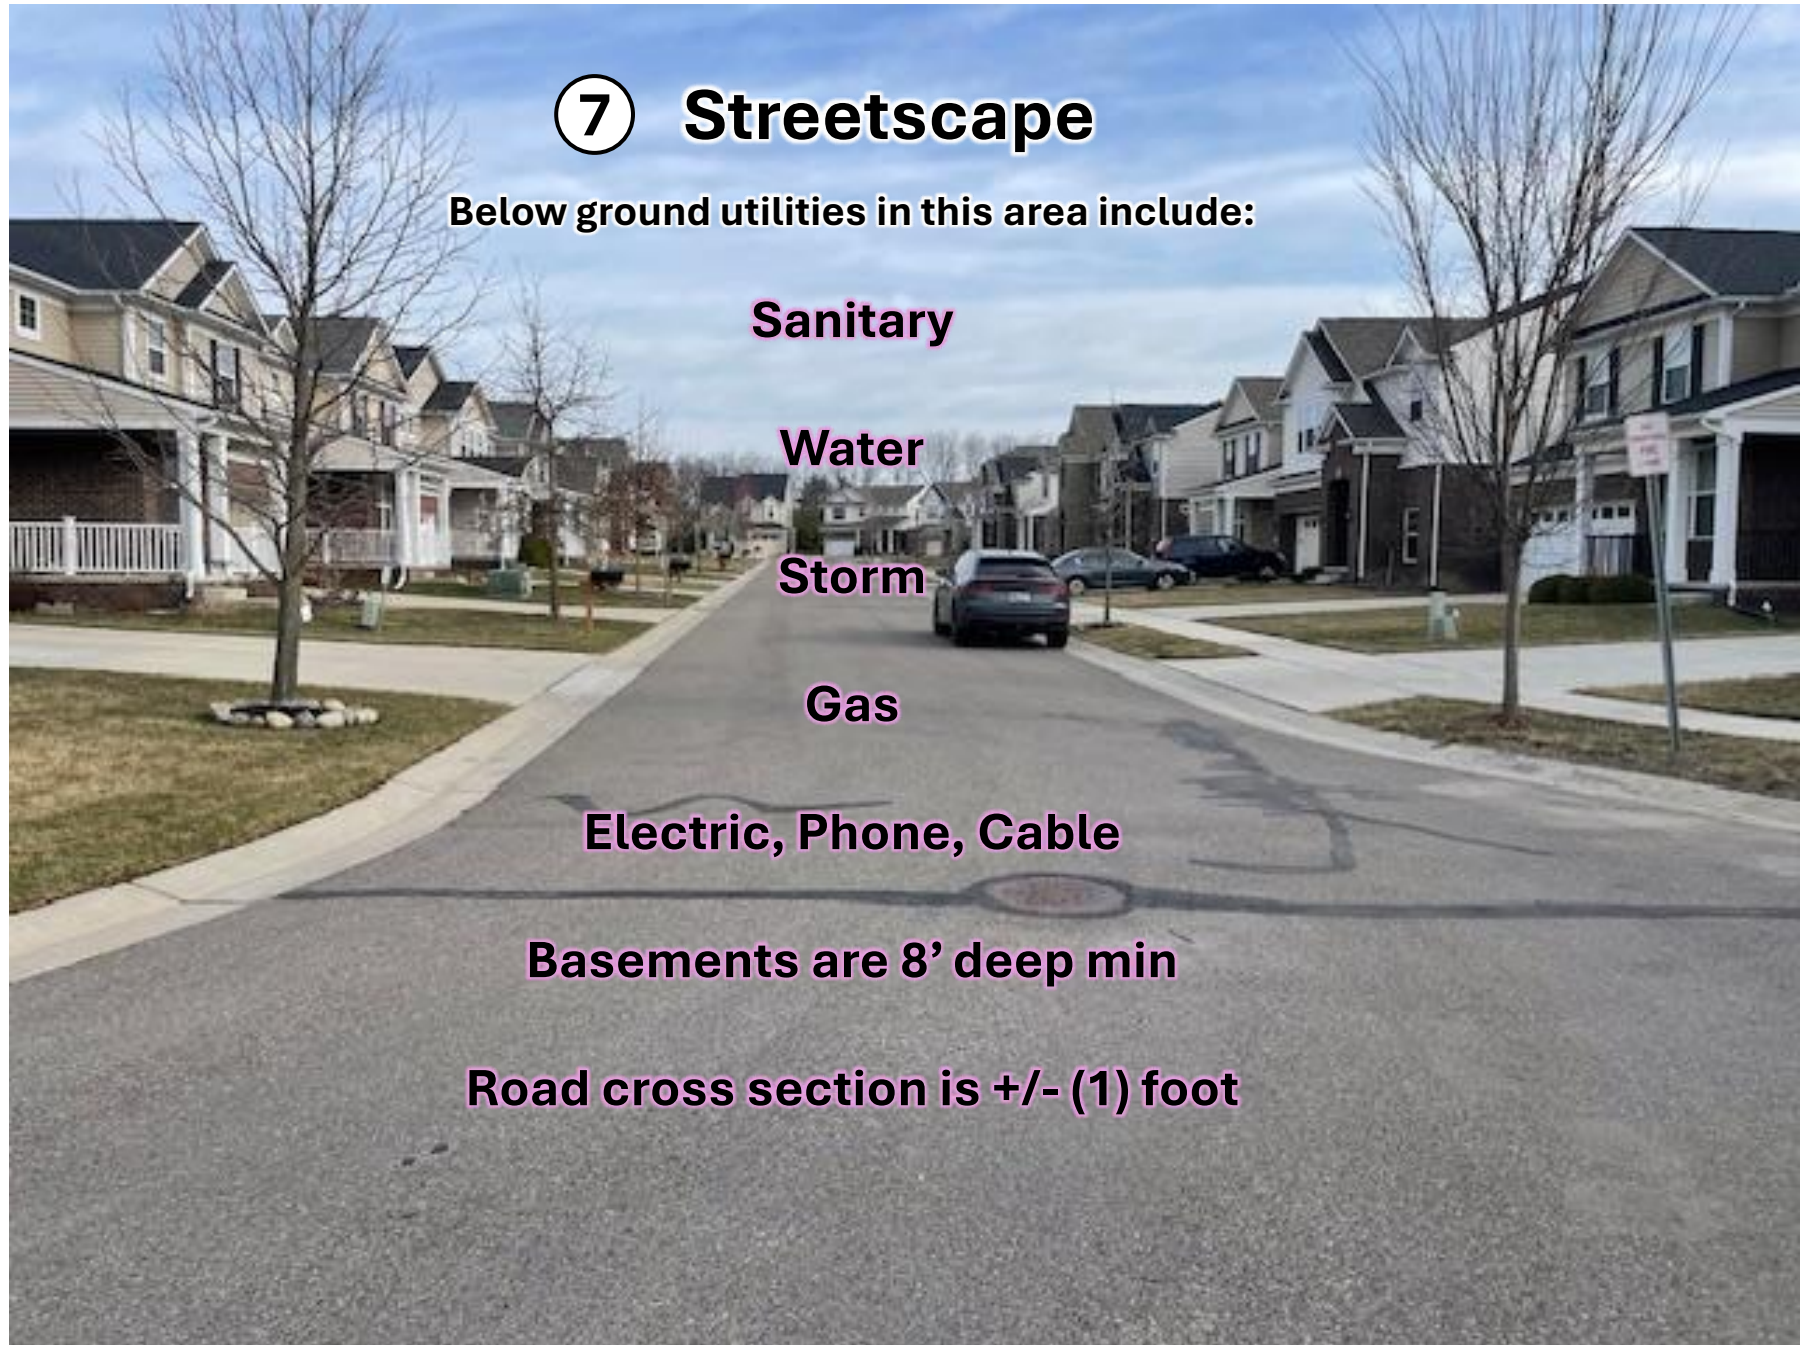 7 Streetscape
Below ground utilities in this area include:
Sanitary
Water
Storm
Gas
Electric, Phone, Cable
Basements are 8’ deep min
Road cross section is +/- (1) foot